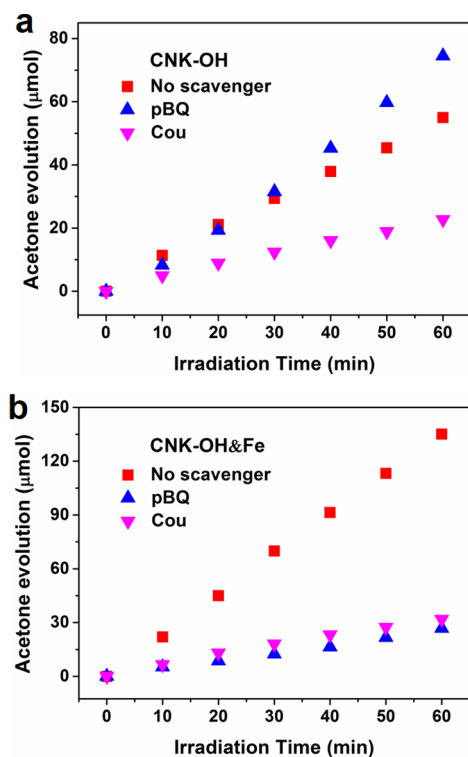 a
CNK-OH
No scavenger
pBQ
Cou
Acetone evolution (μmol)
80
60
40
20
0
0 10 20 30 40 50 60
Irradiation Time (min)
b
CNK-OH&Fe
No scavenger
pBQ
Cou
Acetone evolution (μmol)
150
120
90
60
30
0
0 10 20 30 40 50 60
Irradiation Time (min)